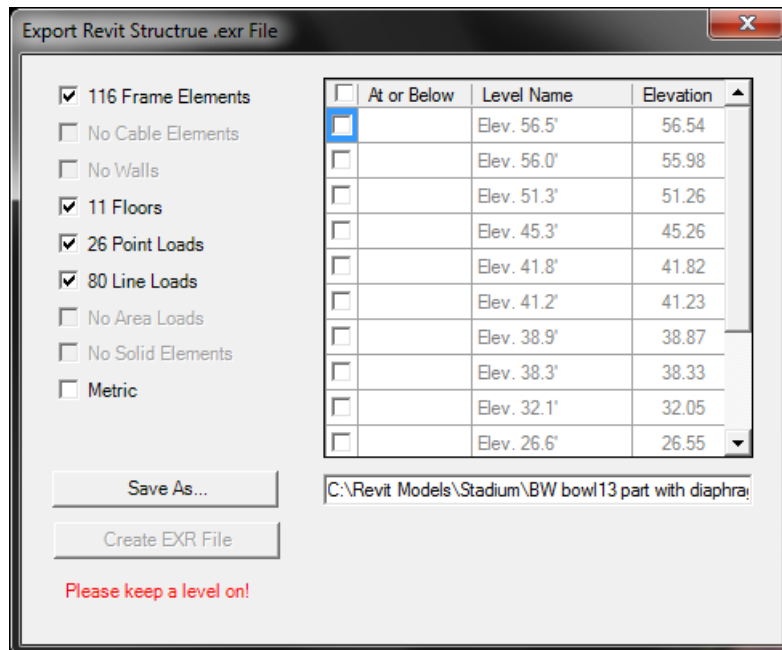 Export Revit Structrue .exr File
116 Frame Elements
No Cable Elements
No Walls
11 Floors
26 Point Loads
80 Line Loads
No Area Loads
No Solid Elements
Metric
At or Below Level Name Elevation
Elev. 56.5' 56.54
Elev. 56.0' 55.98
Elev. 51.3' 51.26
Elev. 45.3' 45.26
Elev. 41.8' 41.82
Elev. 41.2' 41.23
Elev. 38.9' 38.87
Elev. 38.3' 38.33
Elev. 32.1' 32.05
Elev. 26.6' 26.55
Save As...
C:\Revit Models\Stadium\BW bowl13 part with diaphra
Create EXR File
Please keep a level on!